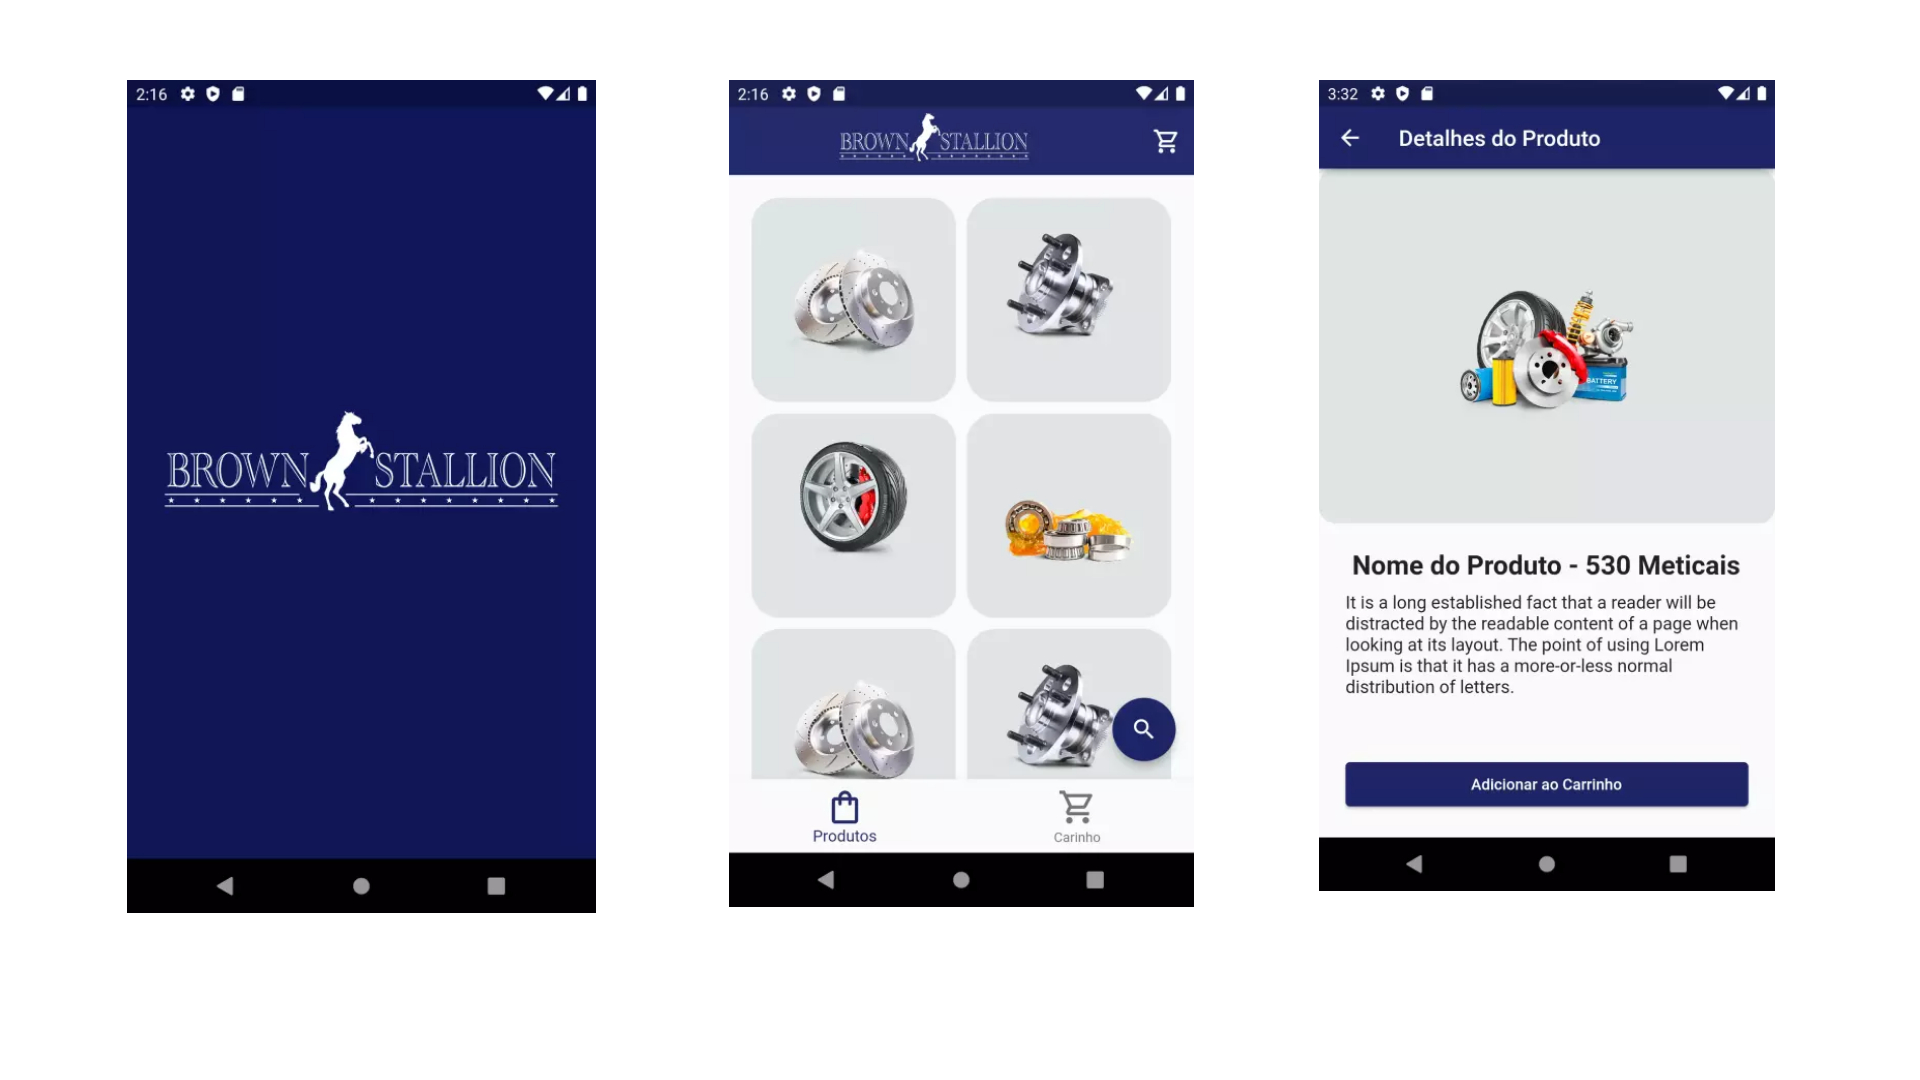 2:16
BROWN STALLION
2:16
BROWN STALLION
Produtos
Carinho
3:32
Detalhes do Produto
BATTERY
Nome do Produto - 530 Meticais
It is a long established fact that a reader will be
distracted by the readable content of a page when
looking at its layout. The point of using Lorem
Ipsum is that it has a more-or-less normal
distribution of letters.
Adicionar ao Carrinho